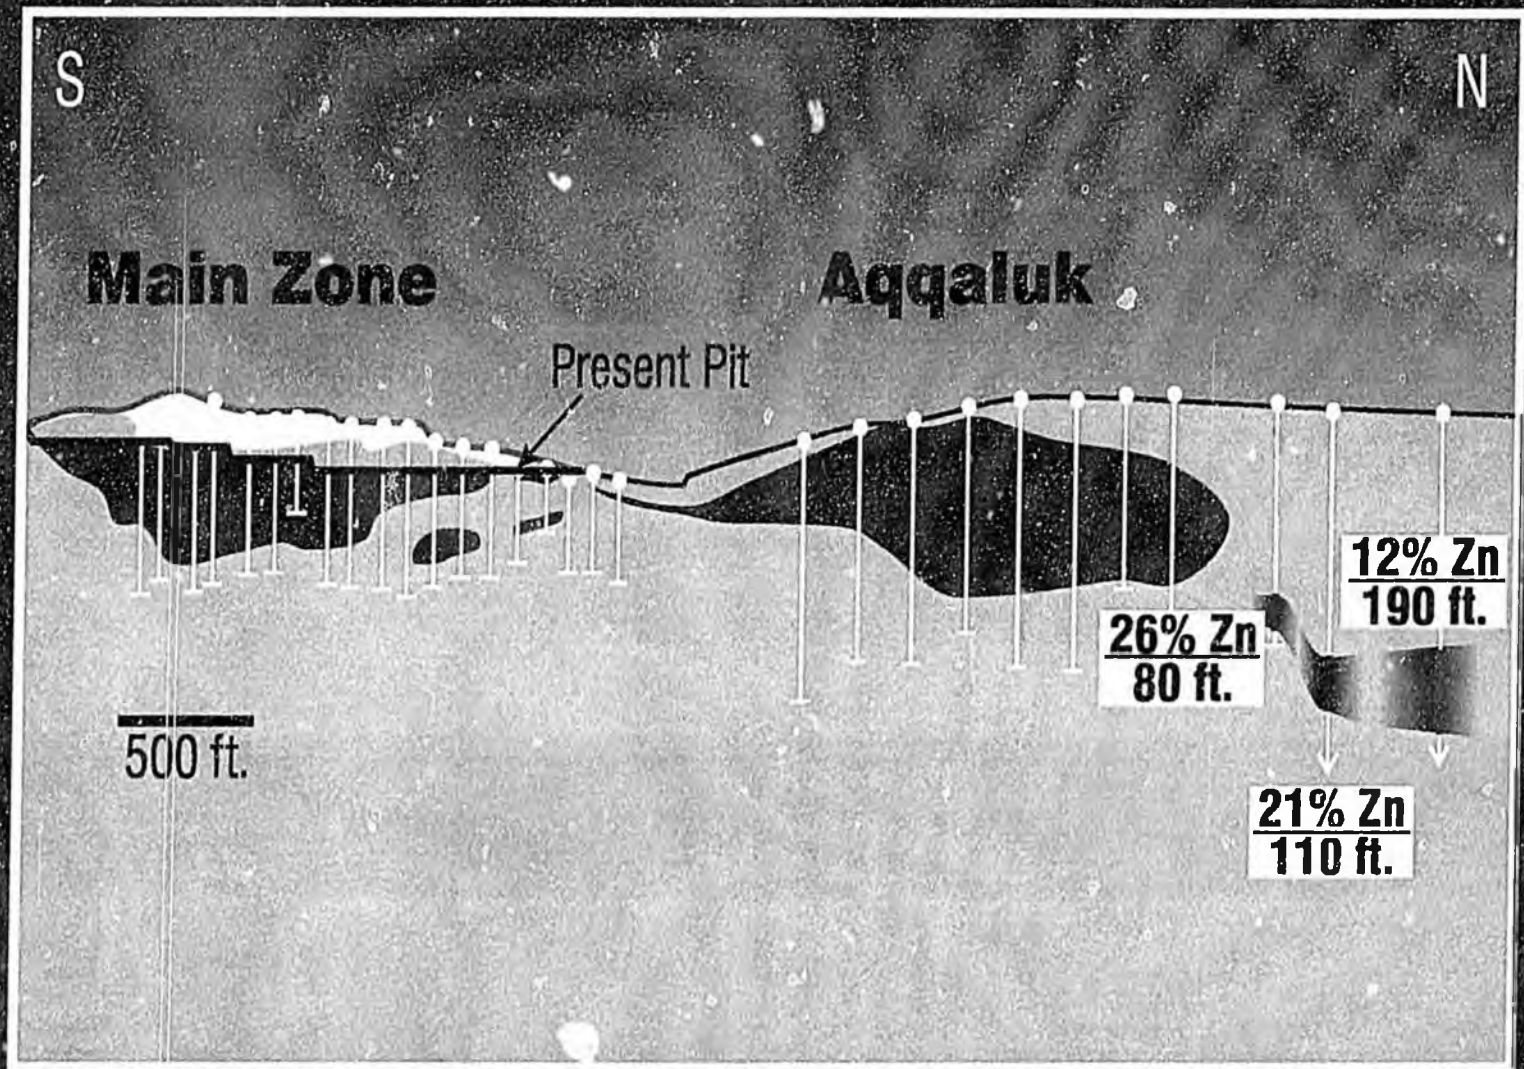 S
N
Main Zone
Aqqaluk
Present Pit
12% Zn
190 ft.
26% Zn
80 ft.
500 ft.
21% Zn
110 ft.